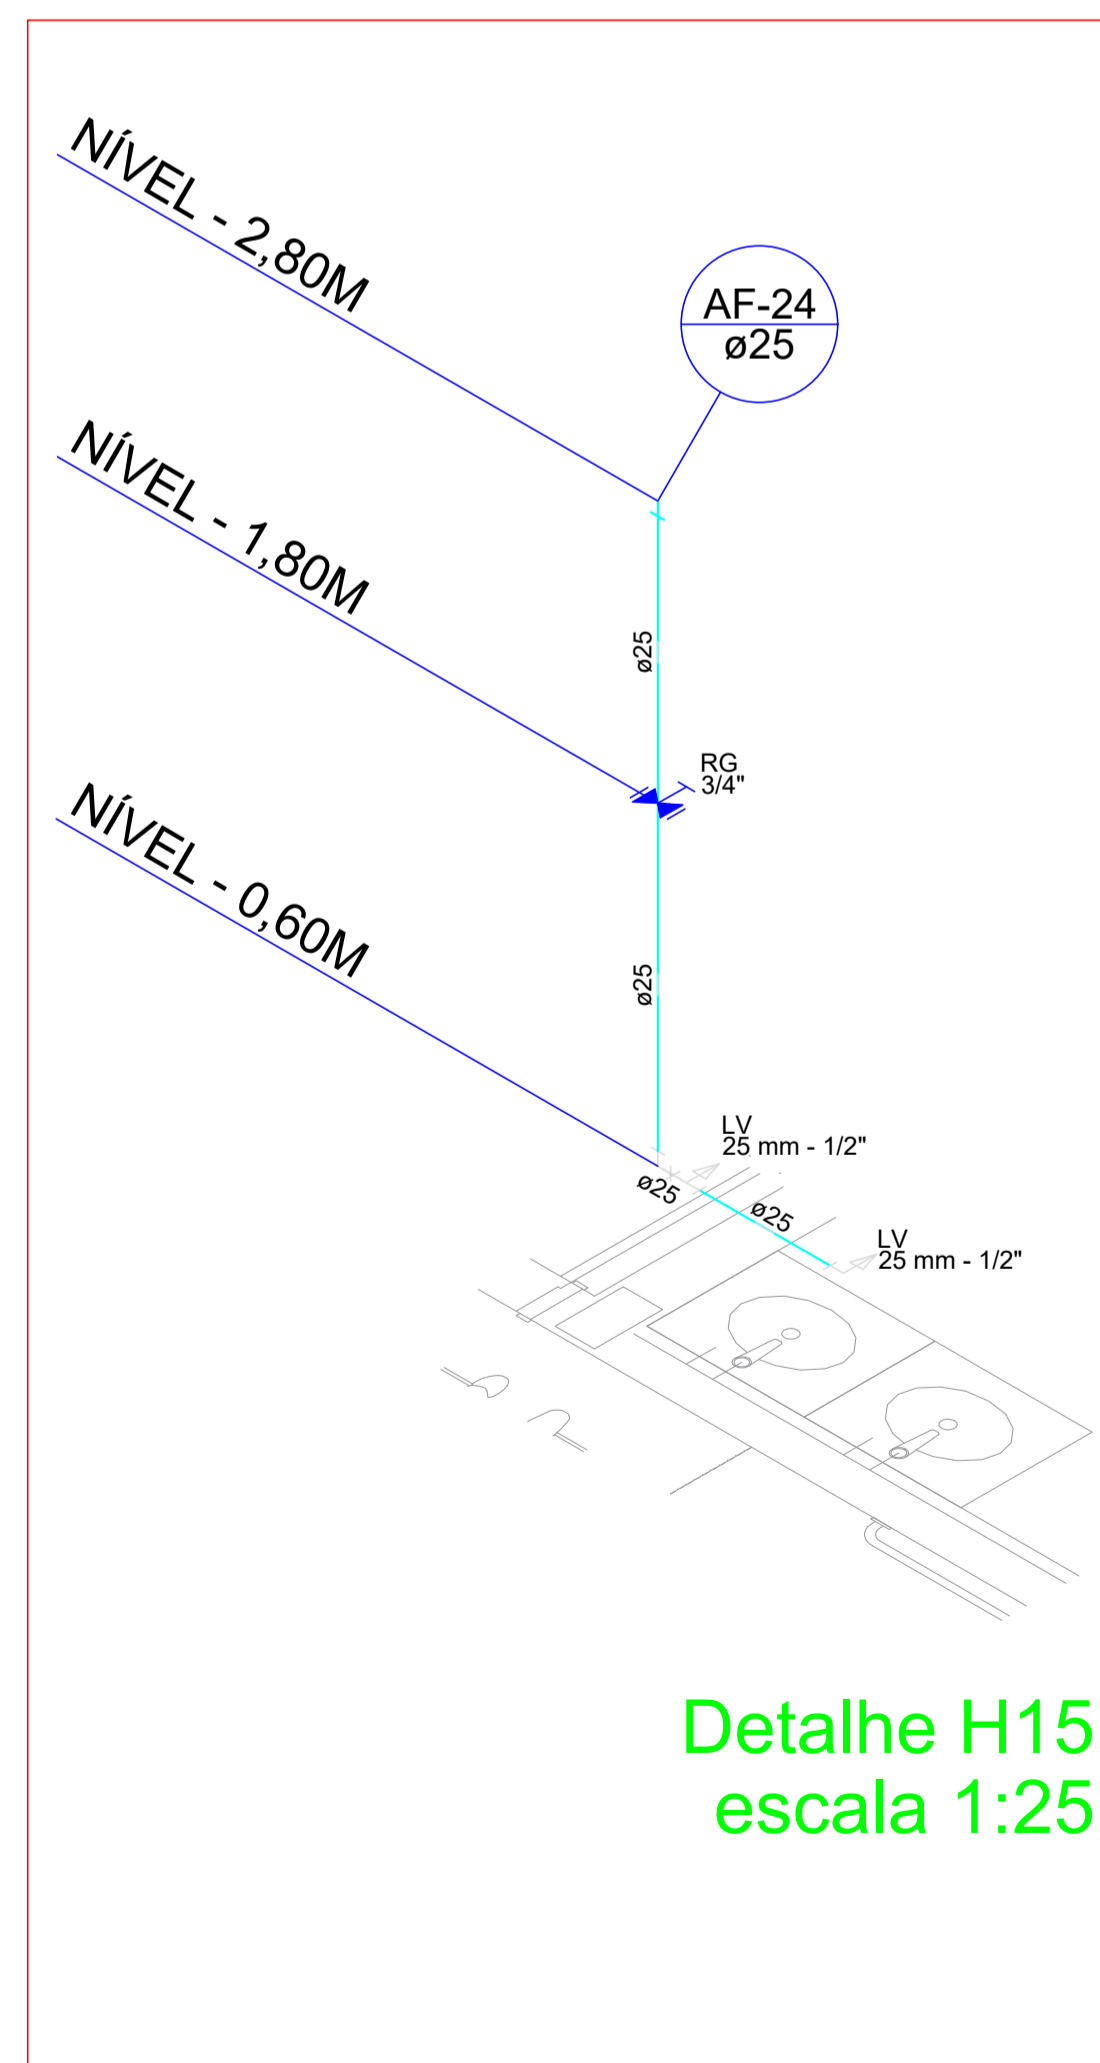 NÍVEL - 2,80M
AF-24
ø25
NÍVEL - 1,80M
ø25
RG
3/4"
NÍVEL - 0,60M
ø25
LV
25 mm - 1/2"
ø25
ø25
LV
25 mm - 1/2"
Detalhe H15
escala 1:25